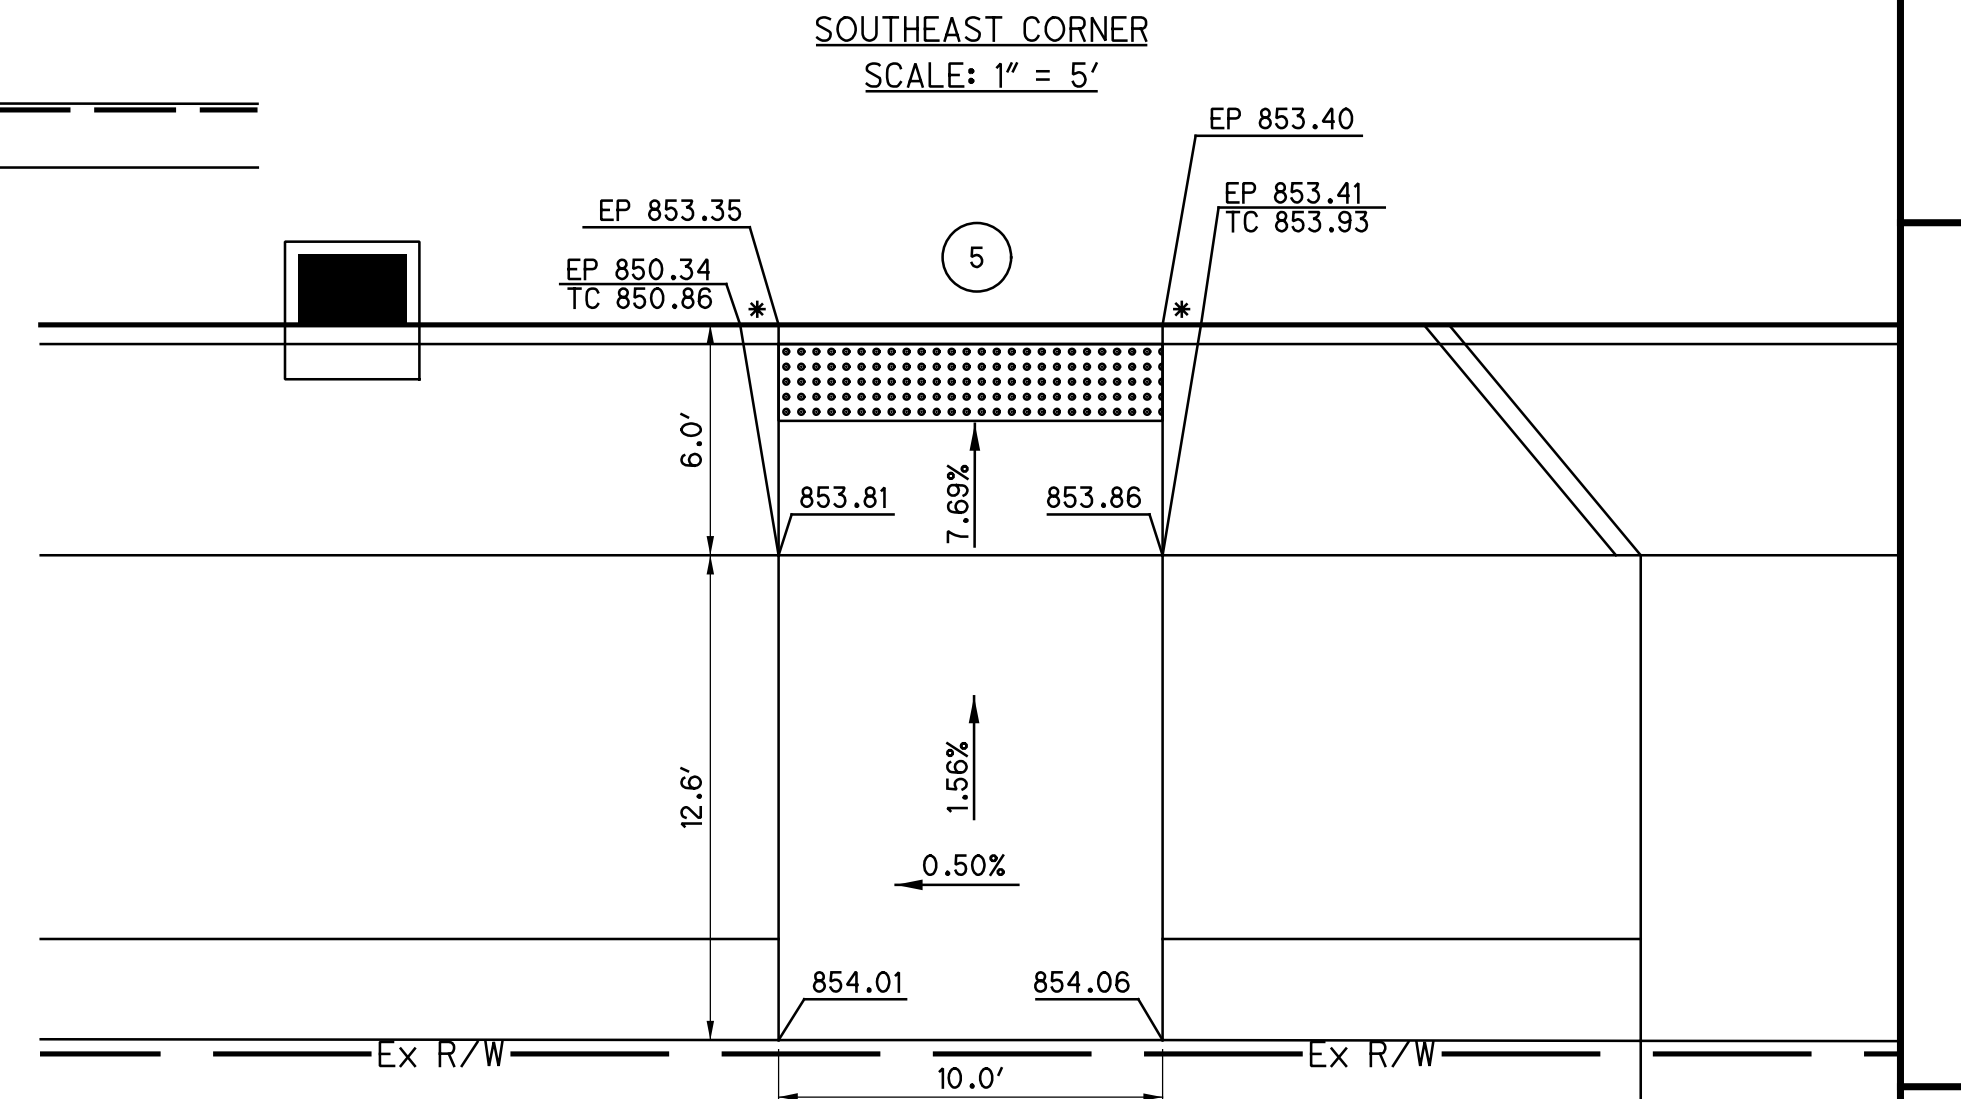 SOUTHEAST CORNER
SCALE: 1" = 5'
EP 853.40
EP 853.41
TC 853.93
EP 853.35
5
EP 850.34
TC 850.86
*
*
6.0'
853.81
7.69%
853.86
12.6'
1.56%
0.50%
854.01
854.06
Ex R/W
Ex R/W
10.0'